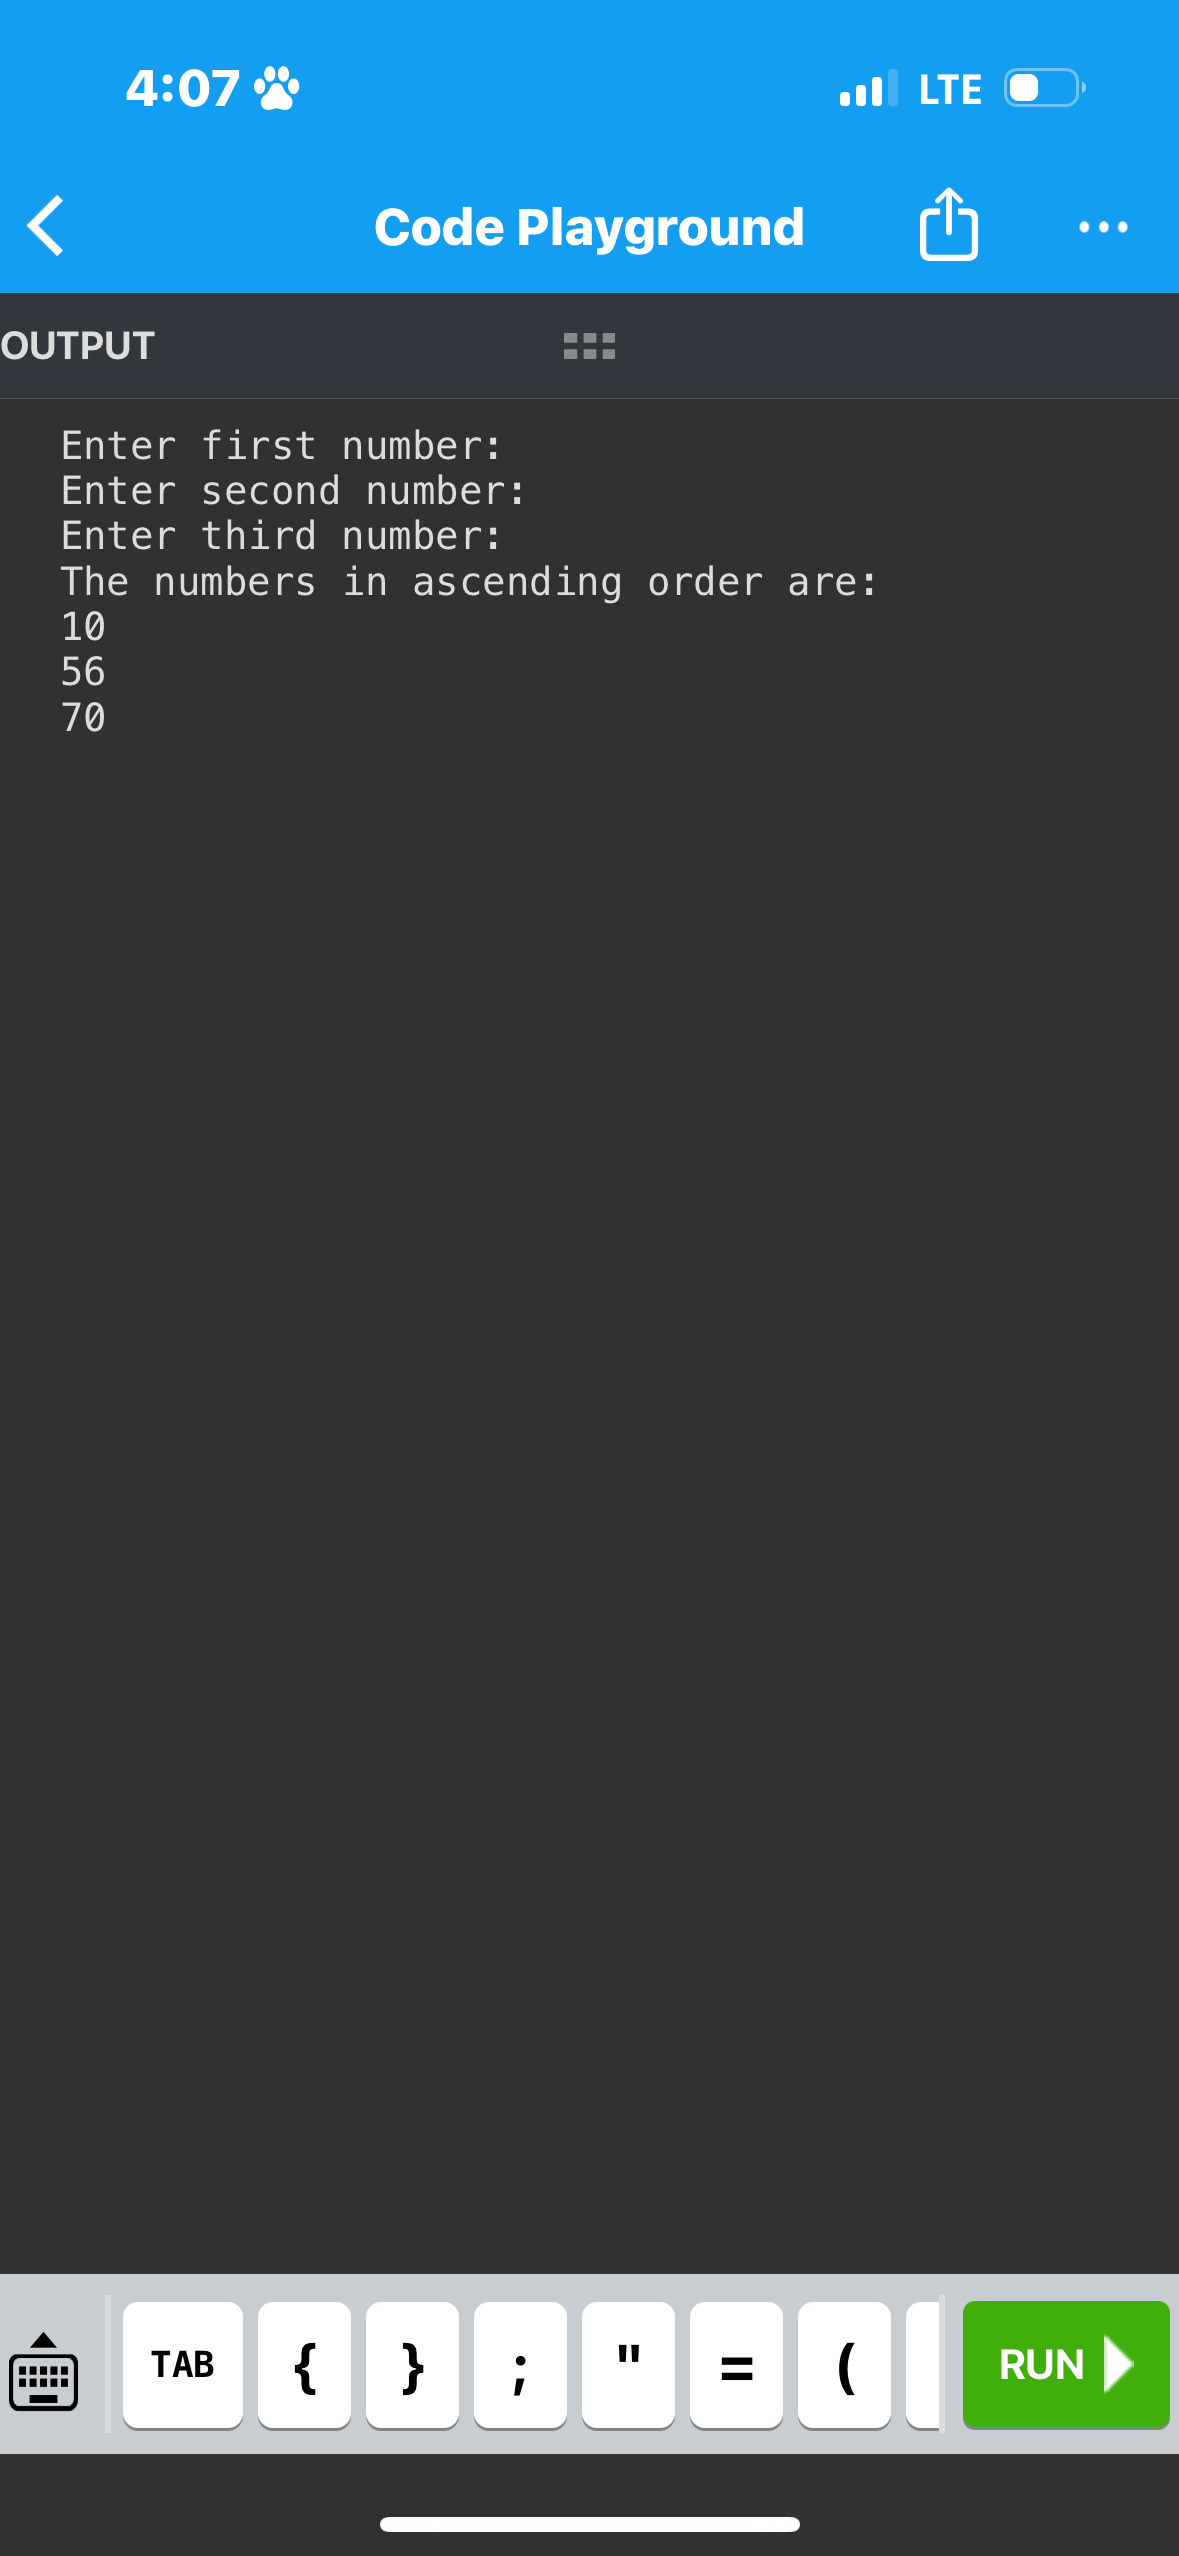 4:07 LTE
Code Playground
OUTPUT
Enter first number:
Enter second number:
Enter third number:
The numbers in ascending order are:
10
56
70
TAB { } ; " = ( RUN